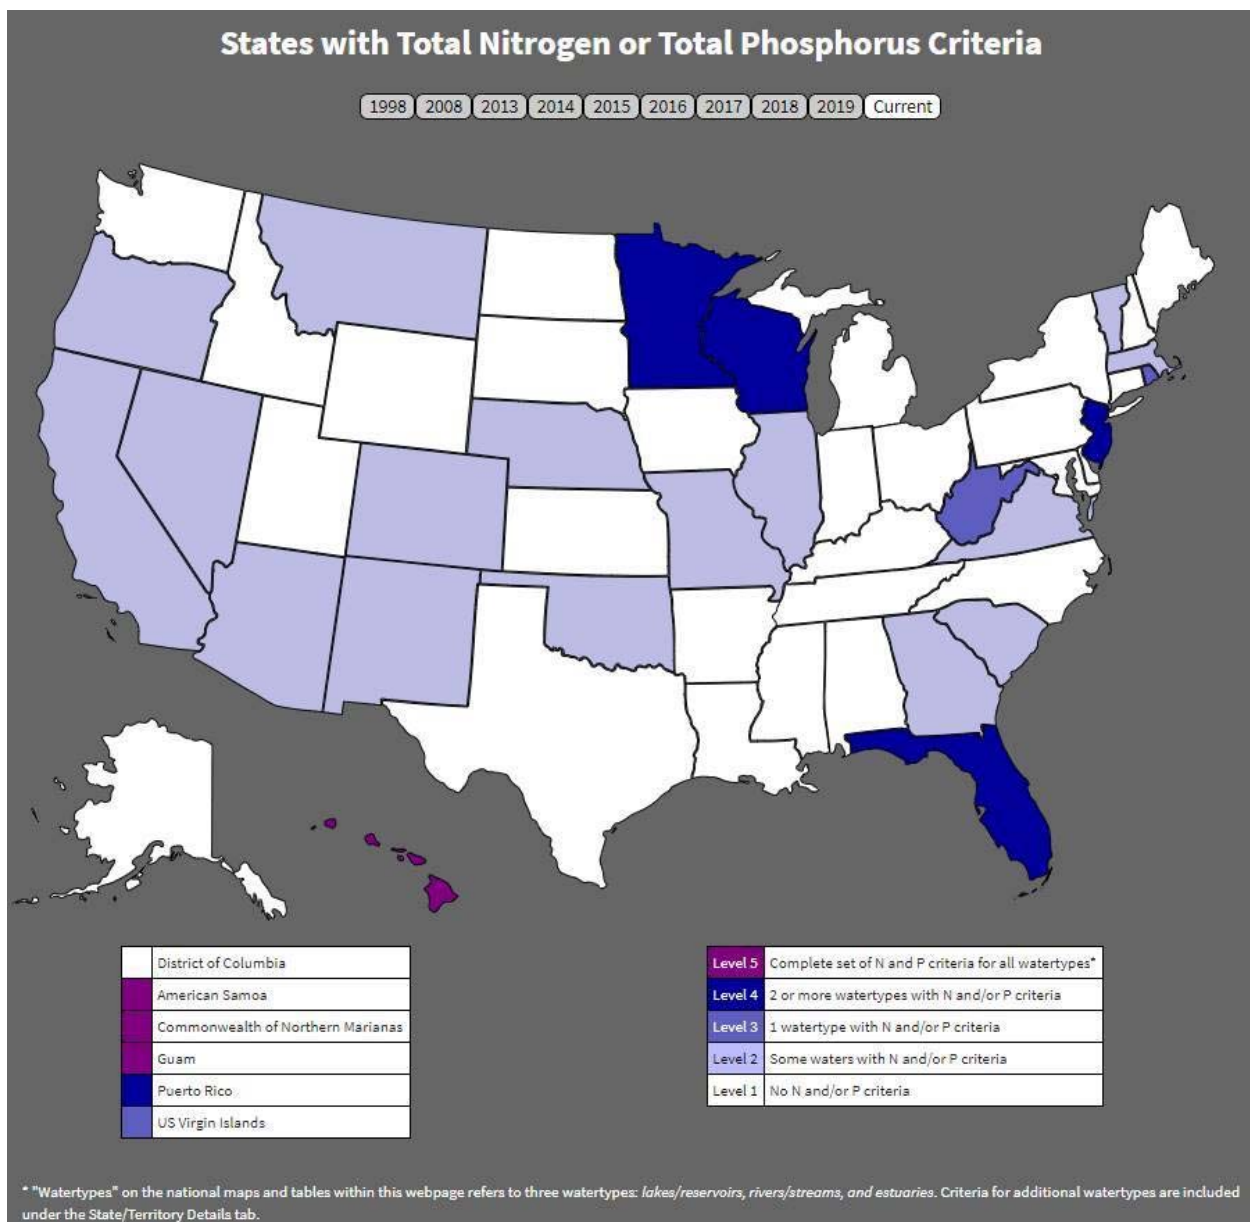 States with Total Nitrogen or Total Phosphorus Criteria
1998 2008 2013 2014 2015 2016 2017 2018 2019 Current
District of Columbia
American Samoa
Commonwealth of Northern Marianas
Guam
Puerto Rico
US Virgin Islands
Level 5 Complete set of N and P criteria for all watertypes*
Level 4 2 or more watertypes with N and/or P criteria
Level 3 1 watertype with N and/or P criteria
Level 2 Some waters with N and/or P criteria
Level 1 No N and/or P criteria
* "Watertypes" on the national maps and tables within this webpage refers to three watertypes: lakes/reservoirs, rivers/streams, and estuaries. Criteria for additional watertypes are included
under the State/Territory Details tab.